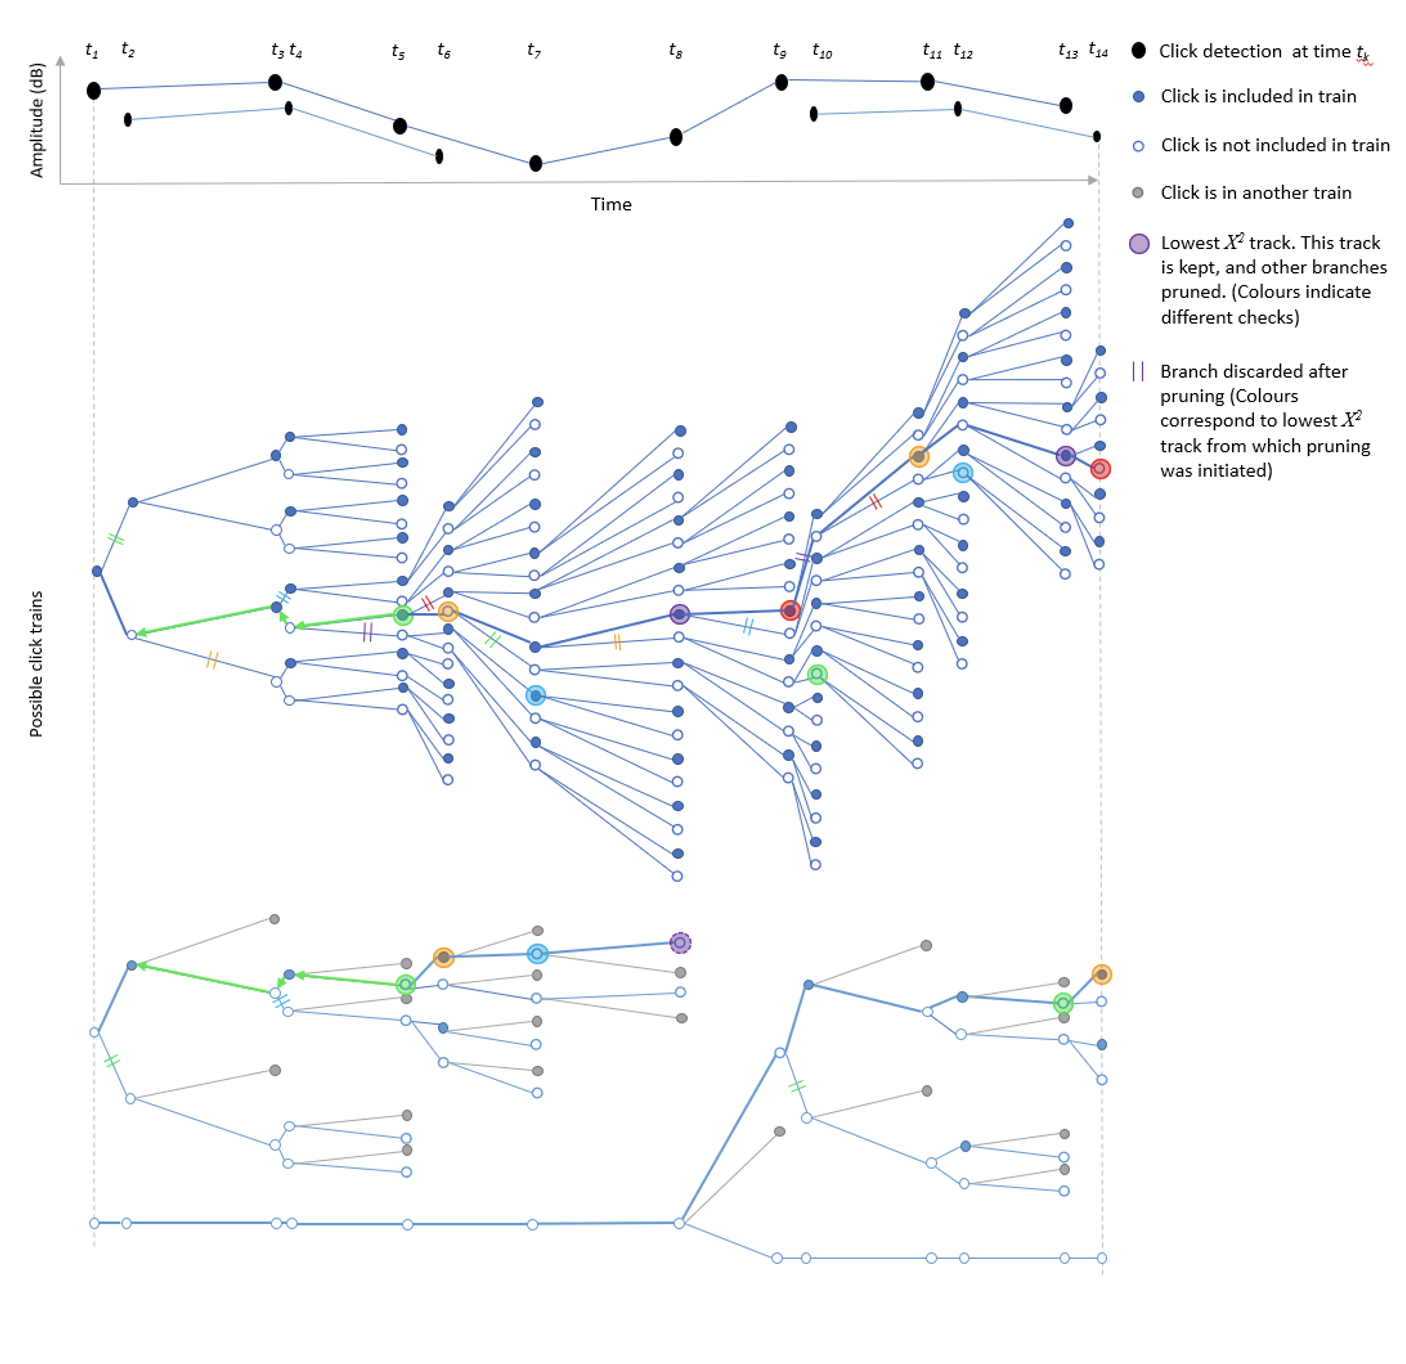 t1 t2 t3 t4 t5 t6 t7 t8 t9 t10 t11 t12 t13 t14
Amplitude (dB)
Time
Click detection at time tk
Click is included in train
Click is not included in train
Click is in another train
Lowest X2 track. This track
is kept, and other branches
pruned. (Colours indicate
different checks)
Branch discarded after
pruning (Colours
correspond to lowest X2
track from which pruning
was initiated)
Possible click trains